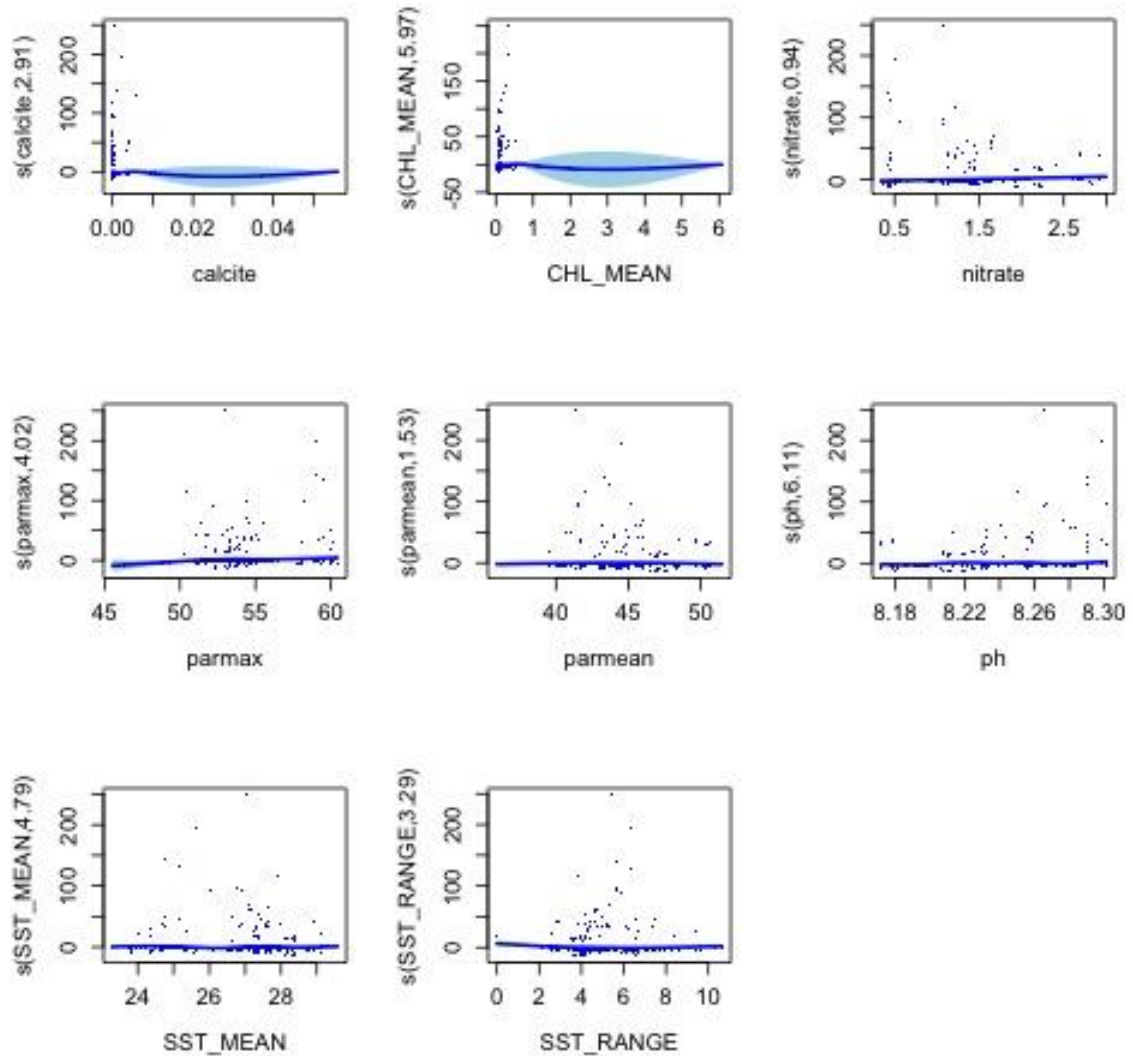 s(calcite,2.91)
0 100 200
0.00 0.02 0.04
calcite
s(CHL_MEAN,5.97)
-50 50 150
0 1 2 3 4 5 6
CHL_MEAN
s(nitrate,0.94)
0 100 200
0.5 1.5 2.5
nitrate
s(parmax,4.02)
0 100 200
45 50 55 60
parmax
s(parmean,1.53)
0 100 200
40 45 50
parmean
s(ph,6.11)
0 100 200
8.18 8.22 8.26 8.30
ph
s(SST_MEAN,4.79)
0 100 200
24 26 28
SST_MEAN
s(SST_RANGE,3.29)
0 100 200
0 2 4 6 8 10
SST_RANGE